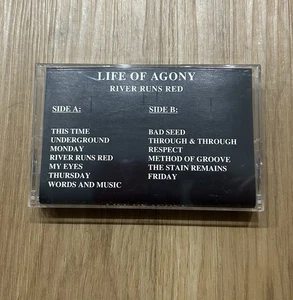 LIFE OF AGONY
RIVER RUNS RED
SIDE A:
THIS TIME
UNDERGROUND
MONDAY
RIVER RUNS RED
MY EYES
THURSDAY
WORDS AND MUSIC
SIDE B:
BAD SEED
THROUGH & THROUGH
RESPECT
METHOD OF GROOVE
THE STAIN REMAINS
FRIDAY